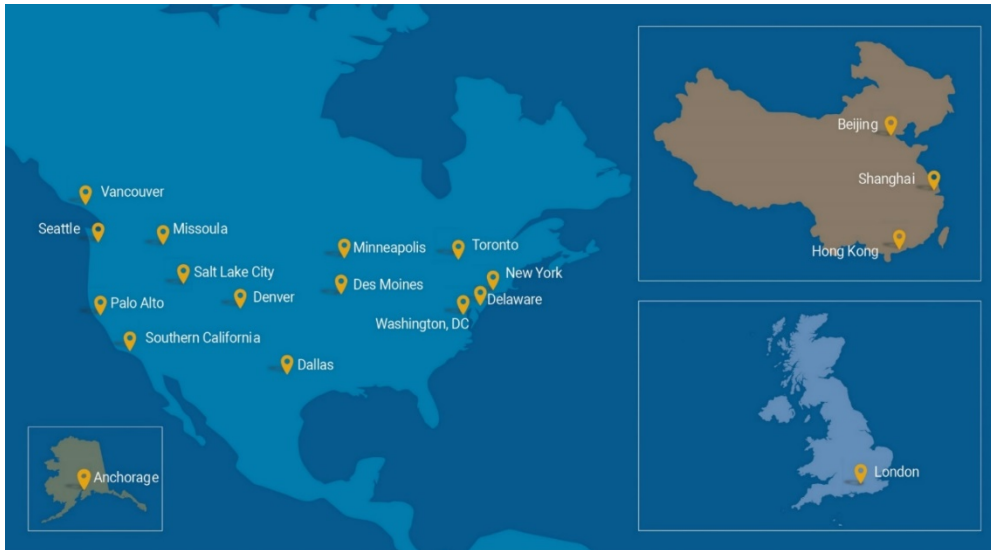 Vancouver
Seattle
Missoula
Minneapolis
Toronto
Salt Lake City
New York
Des Moines
Denver
Delaware
Palo Alto
Washington, DC
Southern California
Dallas
Anchorage
Beijing
Shanghai
Hong Kong
London